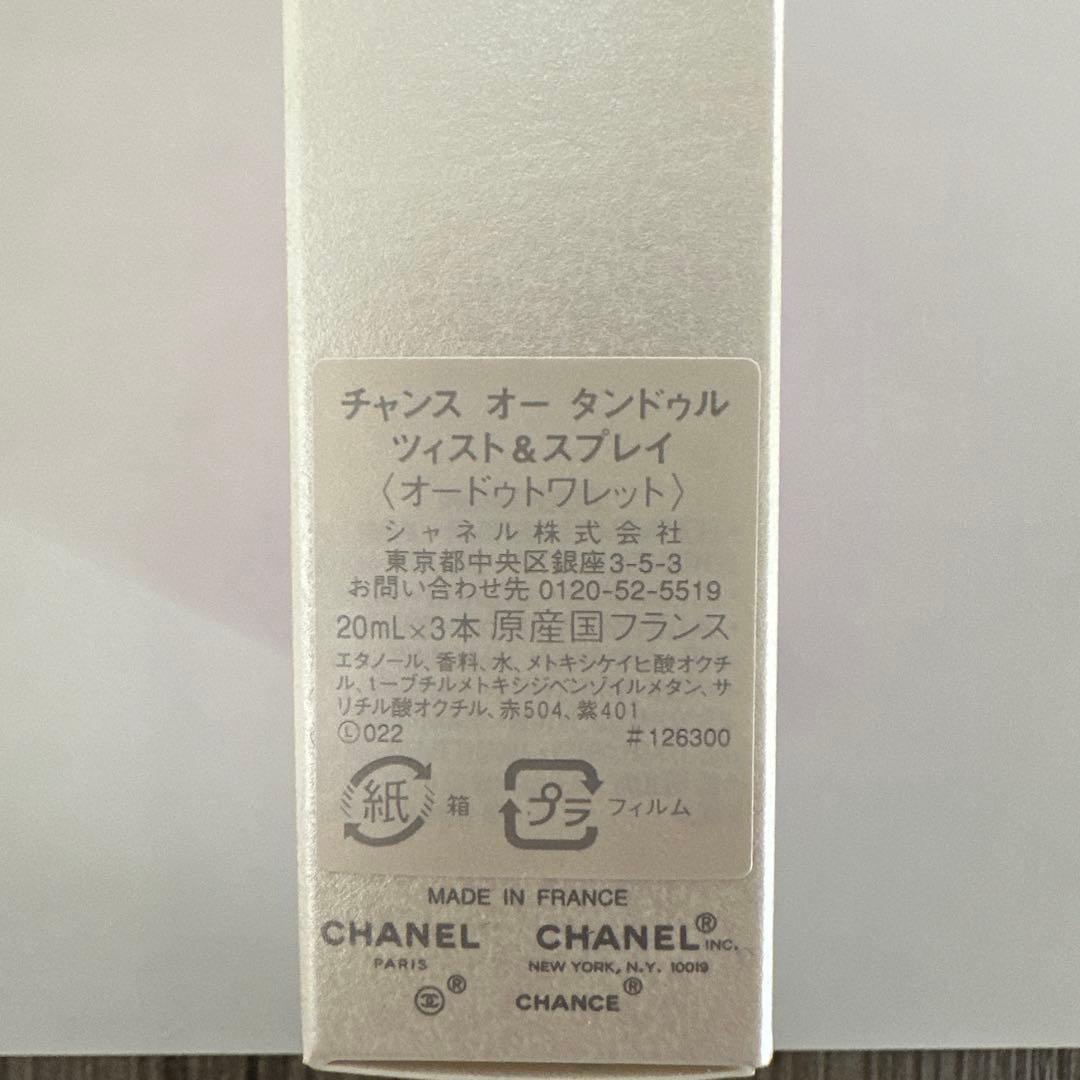 チャンス オー タンドゥル
ツィスト＆スプレイ
〈オードゥトワレット〉
シャネル株式会社
東京都中央区銀座3-5-3
お問い合わせ先 0120-52-5519
20mL×3本 原産国フランス
エタノール、香料、水、メトキシケイヒ酸オクチ
ル、t－ブチルメトキシジベンゾイルメタン、サ
リチル酸オクチル、赤504、紫401
Ⓛ022 #126300
紙 箱 プラ フィルム
MADE IN FRANCE
CHANEL CHANEL® INC.
PARIS NEW YORK, N.Y. 10019
® CHANCE®